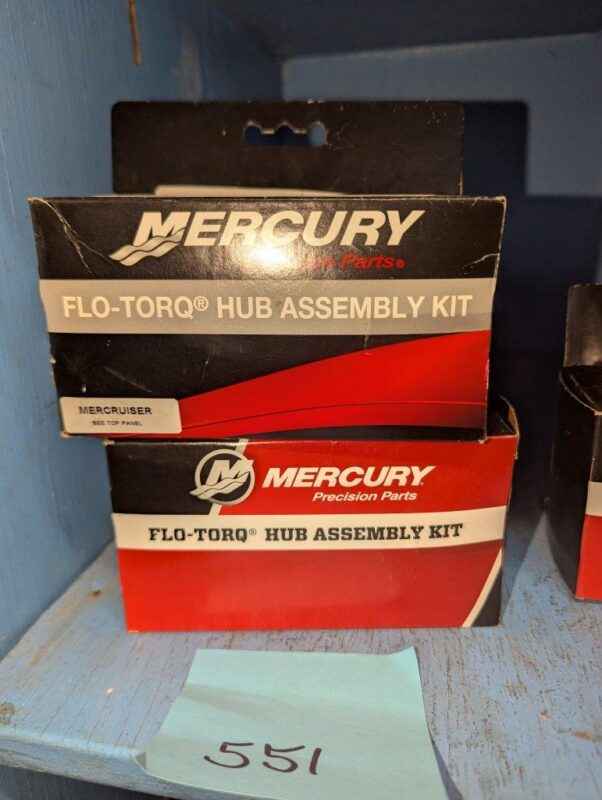 MERCURY
Precision Parts®
FLO-TORQ® HUB ASSEMBLY KIT
MERCRUISER
SEE TOP PANEL
M MERCURY
Precision Parts
FLO-TORQ® HUB ASSEMBLY KIT
551